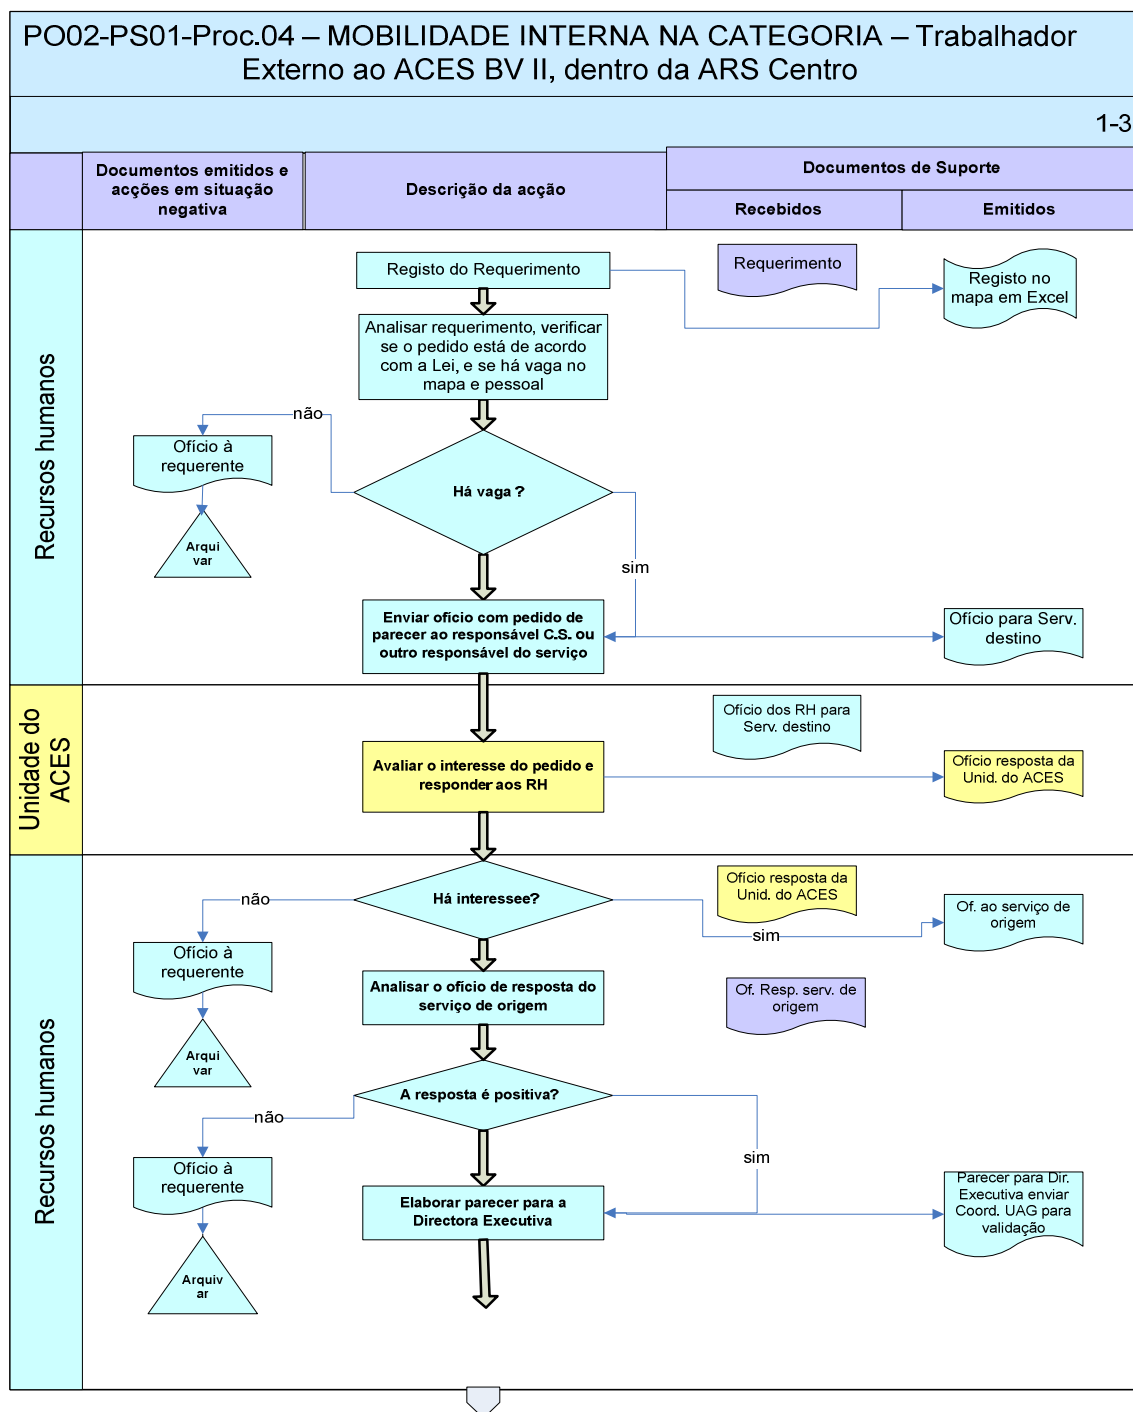 PO02-PS01-Proc.04 – MOBILIDADE INTERNA NA CATEGORIA – Trabalhador
Externo ao ACES BV II, dentro da ARS Centro
1-3
Documentos emitidos e
acções em situação
negativa
Descrição da acção
Documentos de Suporte
Recebidos
Emitidos
Recursos humanos
Registo do Requerimento
Requerimento
Registo no
mapa em Excel
Analisar requerimento, verificar
se o pedido está de acordo
com a Lei, e se há vaga no
mapa e pessoal
não
Ofício à
requerente
Arqui
var
Há vaga ?
sim
Enviar ofício com pedido de
parecer ao responsável C.S. ou
outro responsável do serviço
Ofício para Serv.
destino
Unidade do
ACES
Ofício dos RH para
Serv. destino
Avaliar o interesse do pedido e
responder aos RH
Ofício resposta da
Unid. do ACES
Recursos humanos
Há interessee?
não
Ofício à
requerente
Arqui
var
Ofício resposta da
Unid. do ACES
sim
Of. ao serviço de
origem
Analisar o ofício de resposta do
serviço de origem
Of. Resp. serv. de
origem
A resposta é positiva?
não
Ofício à
requerente
Arquiv
ar
sim
Elaborar parecer para a
Directora Executiva
Parecer para Dir.
Executiva enviar
Coord. UAG para
validação